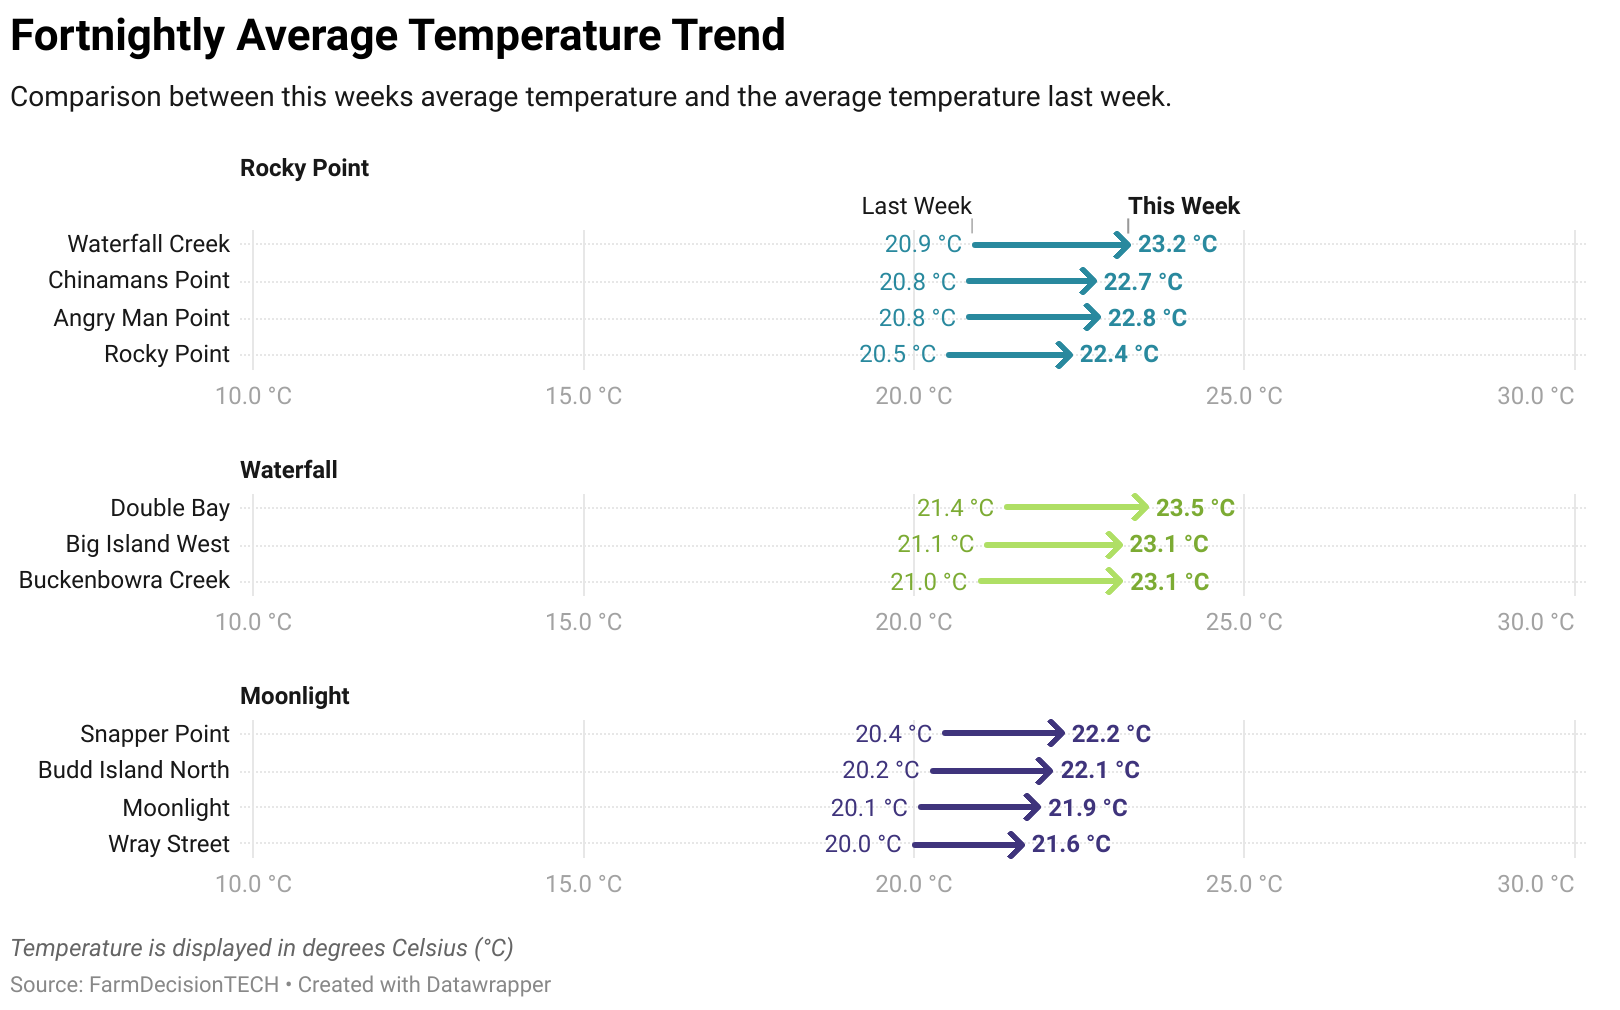 Fortnightly Average Temperature Trend
Comparison between this weeks average temperature and the average temperature last week.
Rocky Point
Last Week This Week
Waterfall Creek 20.9 °C 23.2 °C
Chinamans Point 20.8 °C 22.7 °C
Angry Man Point 20.8 °C 22.8 °C
Rocky Point 20.5 °C 22.4 °C
10.0 °C 15.0 °C 20.0 °C 25.0 °C 30.0 °C
Waterfall
Double Bay 21.4 °C 23.5 °C
Big Island West 21.1 °C 23.1 °C
Buckenbowra Creek 21.0 °C 23.1 °C
10.0 °C 15.0 °C 20.0 °C 25.0 °C 30.0 °C
Moonlight
Snapper Point 20.4 °C 22.2 °C
Budd Island North 20.2 °C 22.1 °C
Moonlight 20.1 °C 21.9 °C
Wray Street 20.0 °C 21.6 °C
10.0 °C 15.0 °C 20.0 °C 25.0 °C 30.0 °C
Temperature is displayed in degrees Celsius (°C)
Source: FarmDecisionTECH • Created with Datawrapper